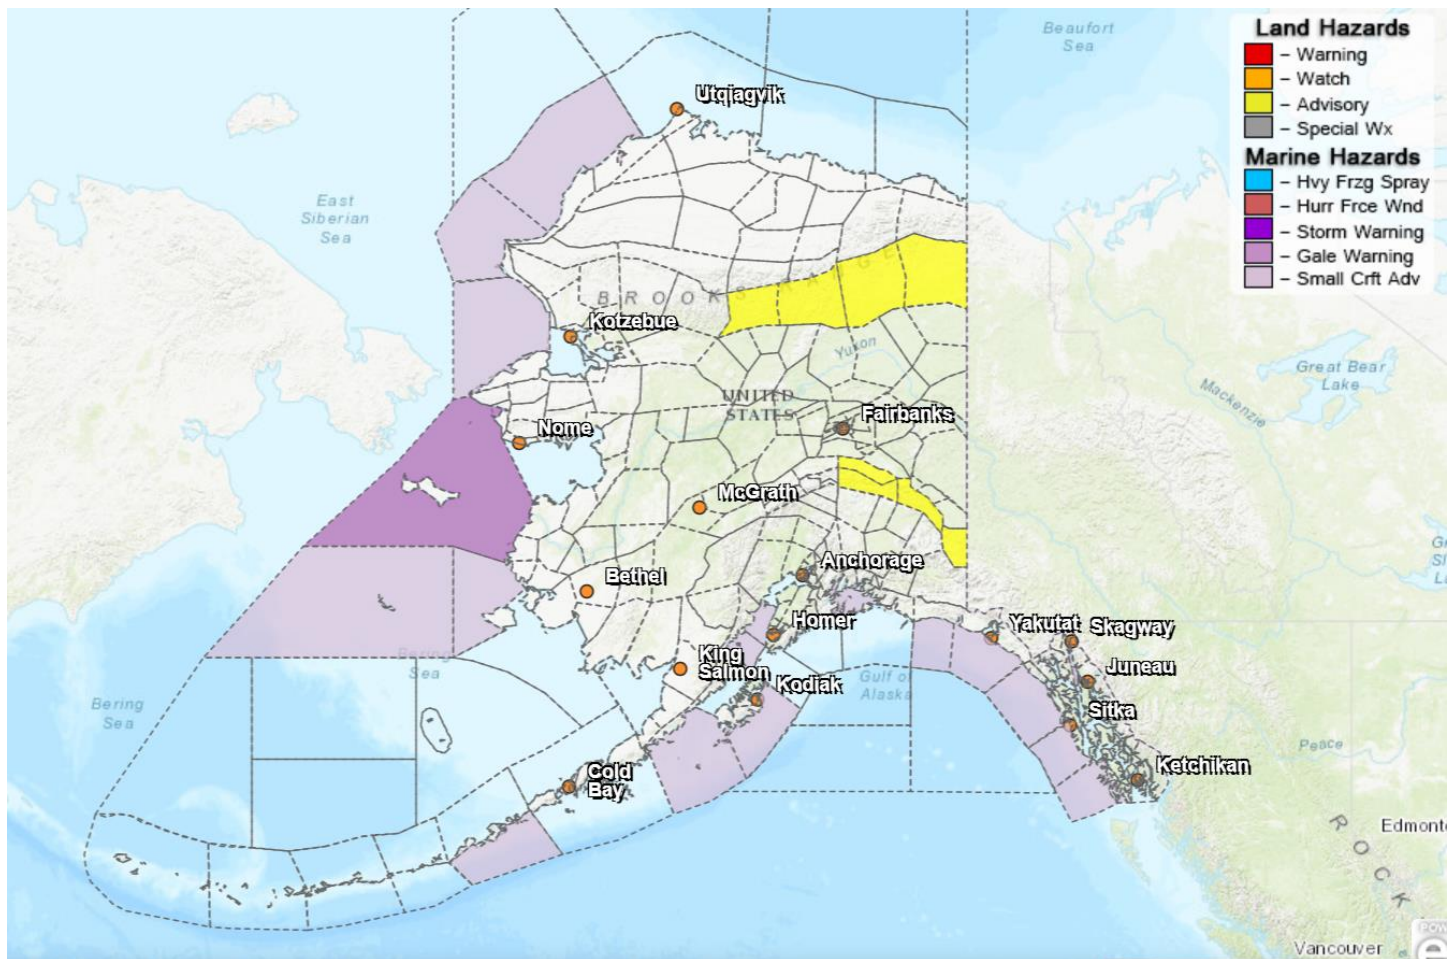 Land Hazards
– Warning
– Watch
– Advisory
– Special Wx
Marine Hazards
– Hvy Frzg Spray
– Hurr Frce Wnd
– Storm Warning
– Gale Warning
– Small Crft Adv
Beaufort
Sea
Utqiagvik
East
Siberian
Sea
BROOKS RANGE
Kotzebue
Yukon
Great Bear
Lake
Mackenzie
UNITED
STATES
Fairbanks
Nome
McGrath
Anchorage
Bethel
Homer
Yakutat
Skagway
King
Salmon
Juneau
Bering
Sea
Kodiak
Gulf of
Alaska
Bering
Sea
Sitka
Peace
Ketchikan
Cold
Bay
ROCK
Edmont
Vancouver